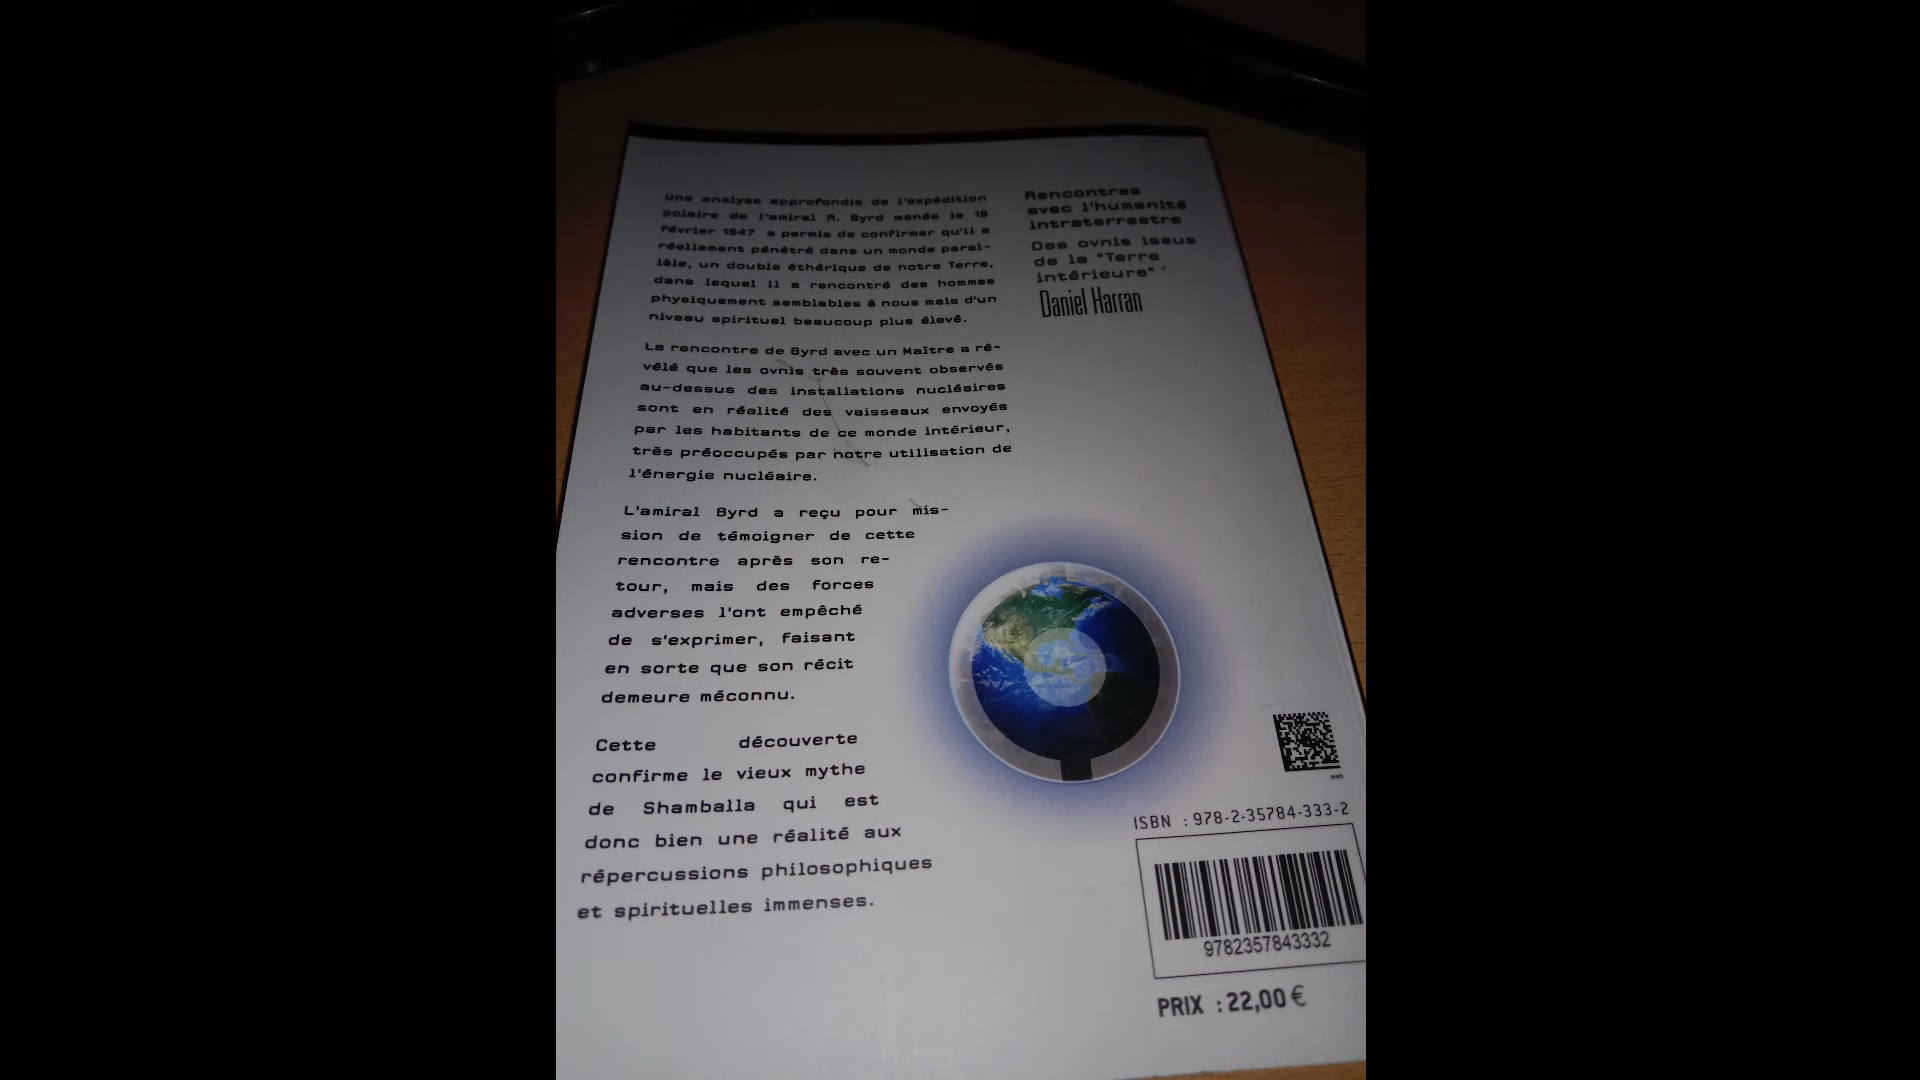 Une analyse approfondie de l'expédition
polaire de l'amiral R. Byrd menée le 19
février 1947 a permis de confirmer qu'il a
réellement pénétré dans un monde paral-
lèle, un double éthérique de notre Terre,
dans lequel il a rencontré des hommes
physiquement semblables à nous mais d'un
niveau spirituel beaucoup plus élevé.
La rencontre de Byrd avec un Maître a ré-
vélé que les ovnis très souvent observés
au-dessus des installations nucléaires
sont en réalité des vaisseaux envoyés
par les habitants de ce monde intérieur,
très préoccupés par notre utilisation de
l'énergie nucléaire.
L'amiral Byrd a reçu pour mis-
sion de témoigner de cette
rencontre après son re-
tour, mais des forces
adverses l'ont empêché
de s'exprimer, faisant
en sorte que son récit
demeure méconnu.
Cette découverte
confirme le vieux mythe
de Shamballa qui est
donc bien une réalité aux
répercussions philosophiques
et spirituelles immenses.
Rencontres
avec l'humanité
intraterrestre
Des ovnis issus
de la "Terre
intérieure"
Daniel Harran
web
ISBN : 978-2-35784-333-2
9782357843332
PRIX : 22,00 €